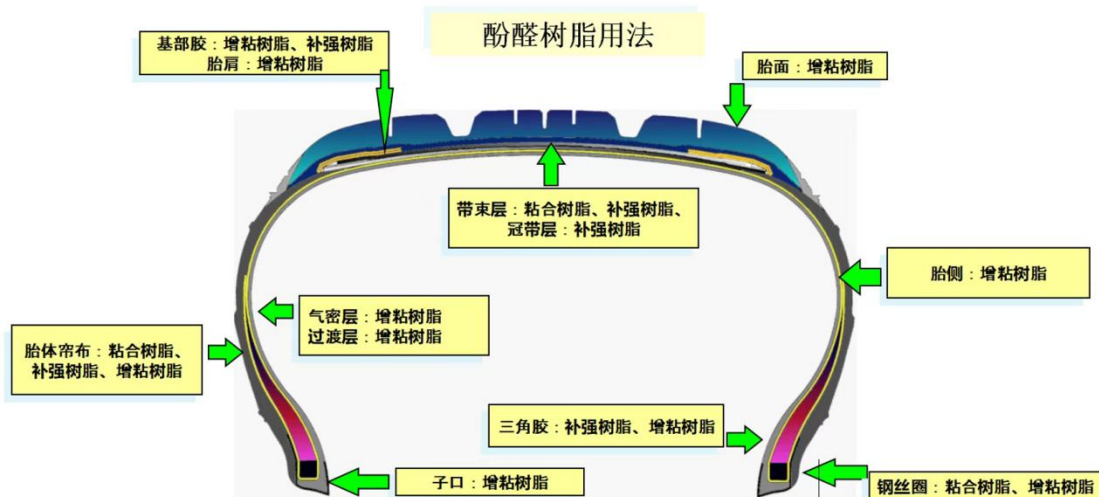 酚醛树脂用法
基部胶：增粘树脂、补强树脂
胎肩：增粘树脂
胎面：增粘树脂
带束层：粘合树脂、补强树脂、
冠带层：补强树脂
胎侧：增粘树脂
气密层：增粘树脂
过渡层：增粘树脂
胎体帘布：粘合树脂、
补强树脂、增粘树脂
三角胶：补强树脂、增粘树脂
子口：增粘树脂
钢丝圈：粘合树脂、增粘树脂